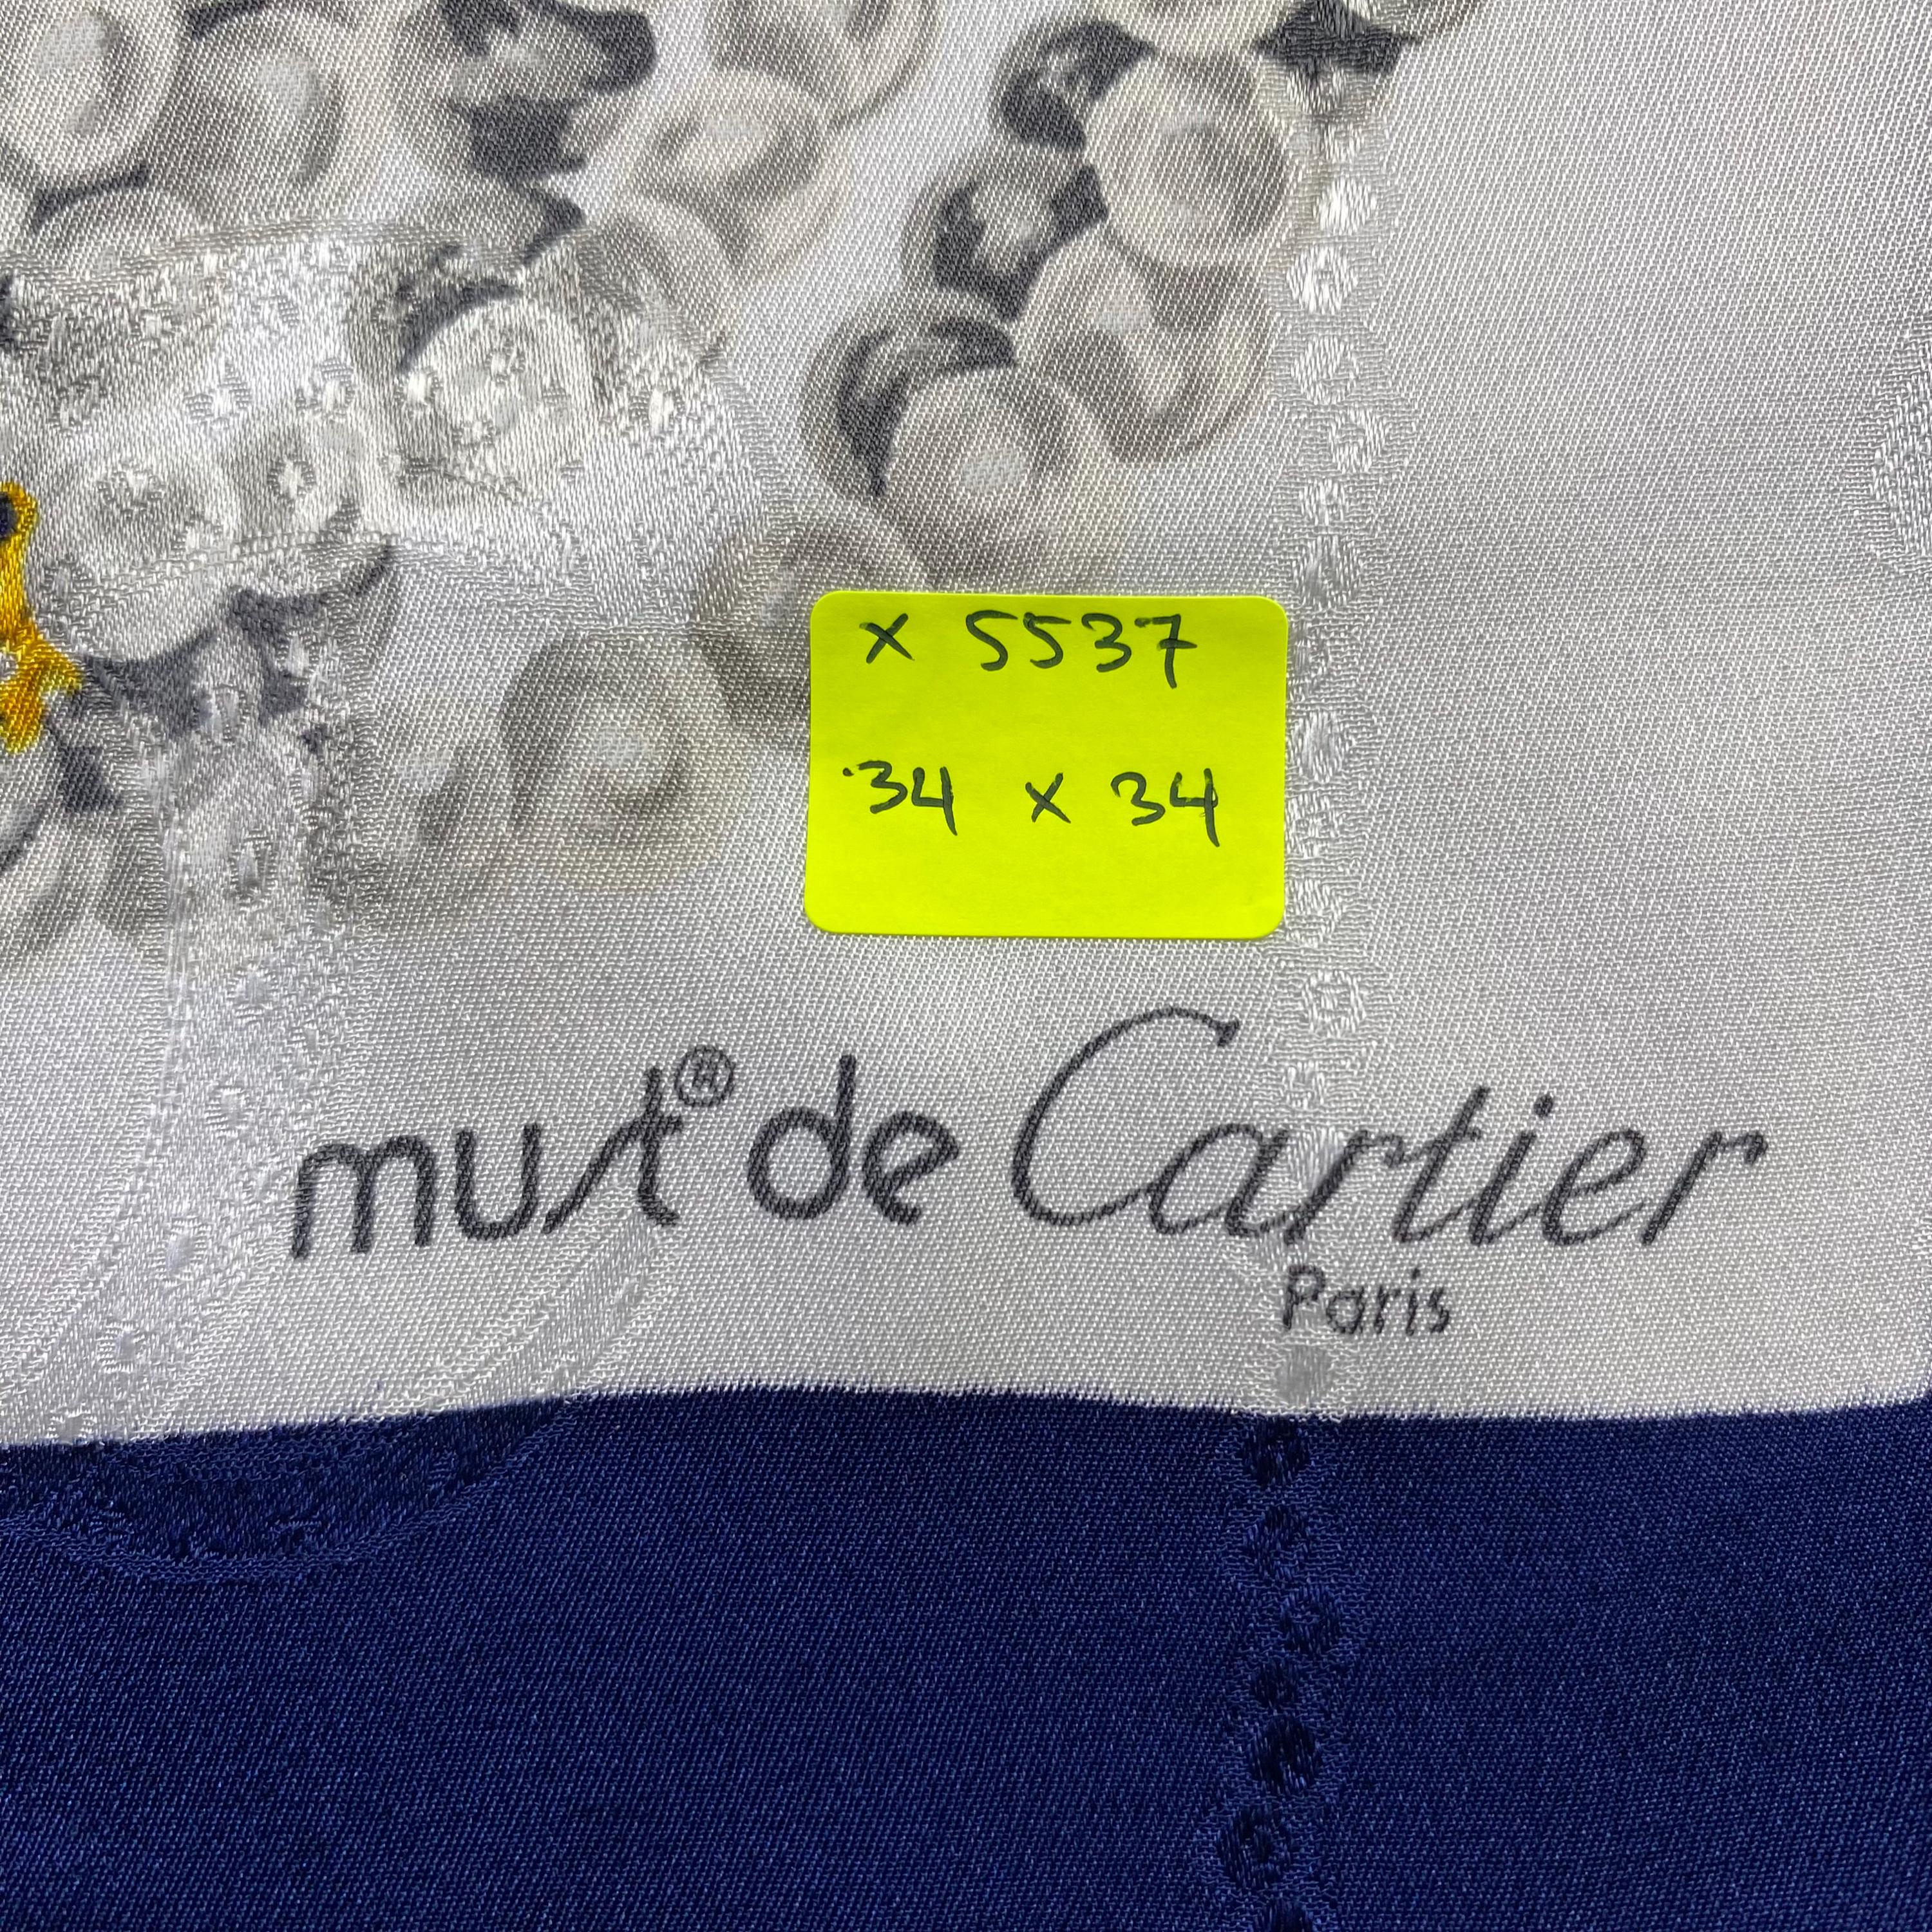 x 5537
34 x 34
must® de Cartier
Paris